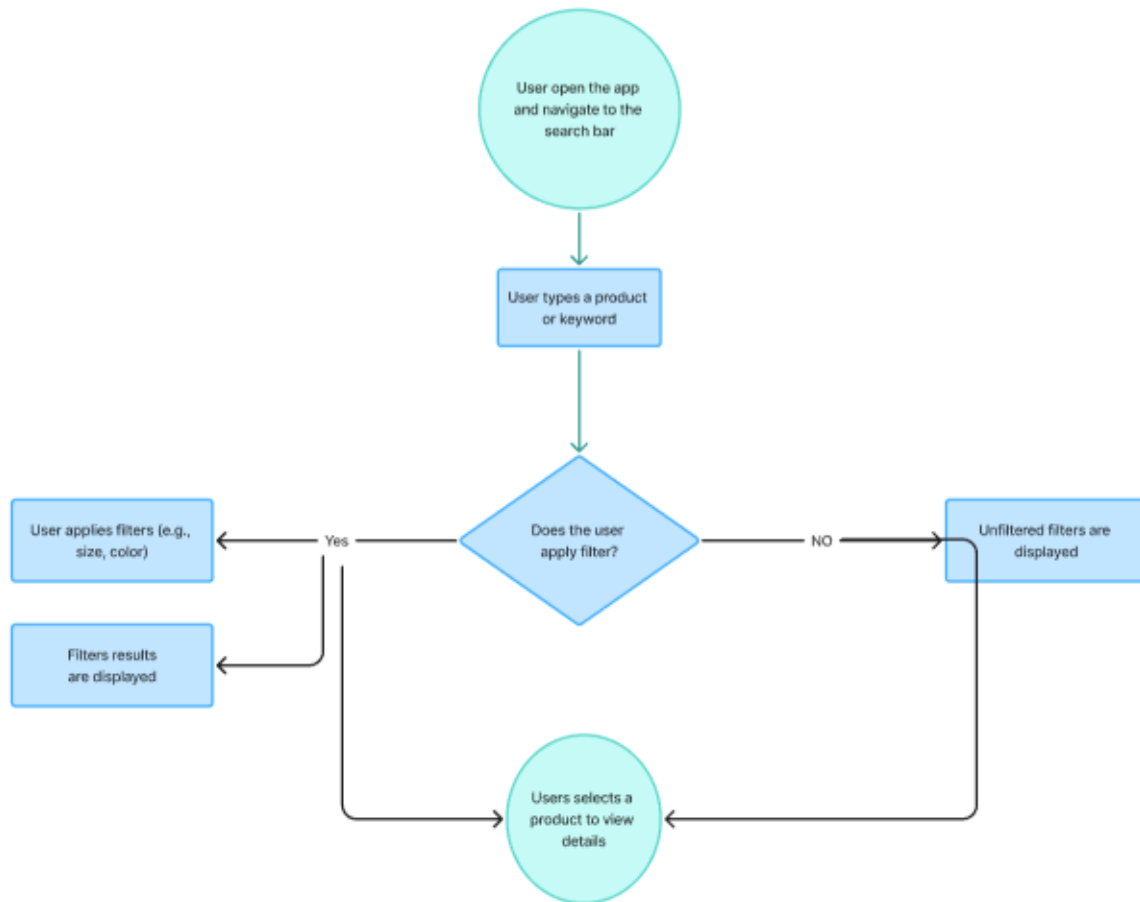 User open the app
and navigate to the
search bar
User types a product
or keyword
Does the user
apply filter?
Yes
NO
User applies filters (e.g.,
size, color)
Unfiltered filters are
displayed
Filters results
are displayed
Users selects a
product to view
details